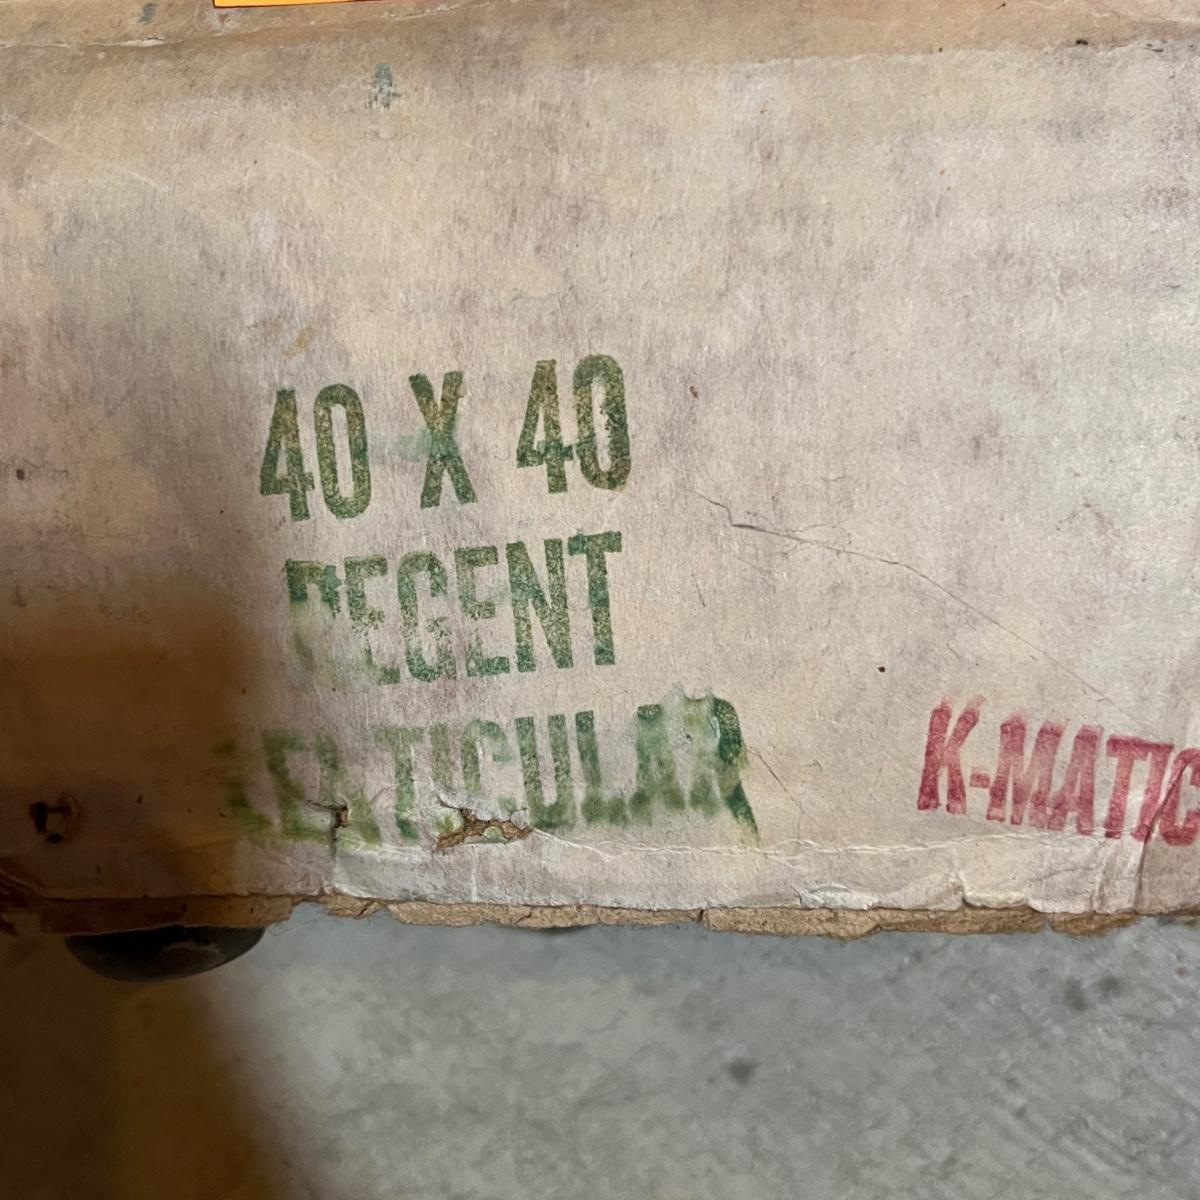 40 X 40
REGENT
LENTICULAR
K-MATIC